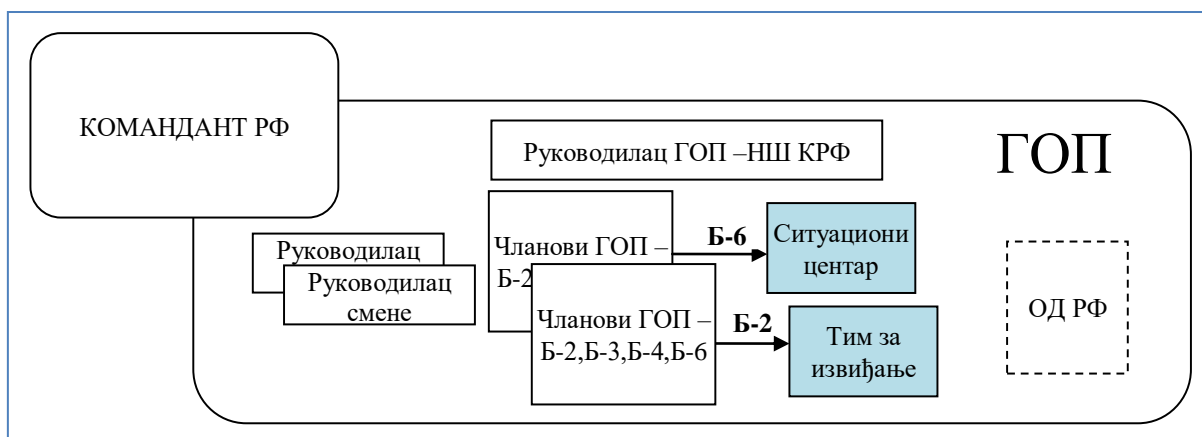 КОМАНДАНТ РФ
ГОП
Руководилац ГОП –НШ КРФ
Руководилац
Руководилац
смене
Чланови ГОП –
Б-2
Чланови ГОП –
Б-2,Б-3,Б-4,Б-6
Б-6
Ситуациони
центар
Б-2
Тим за
извиђање
ОД РФ